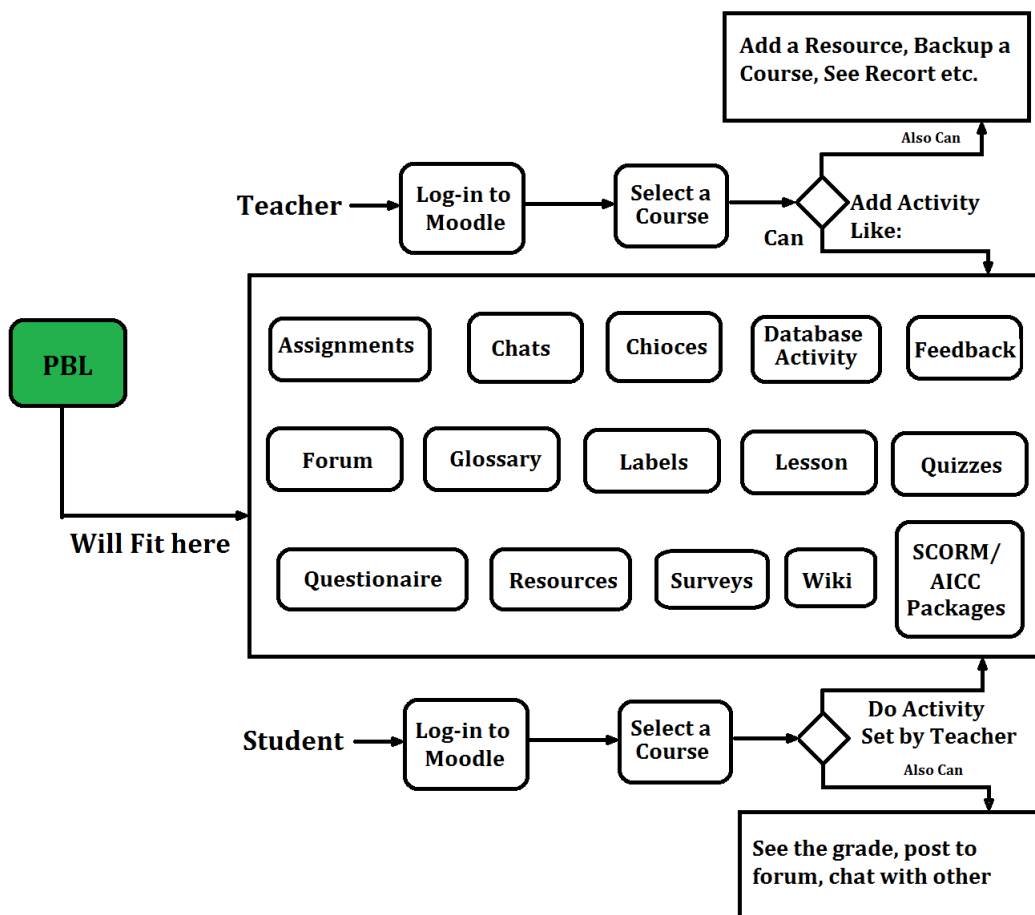 Add a Resource, Backup a
Course, See Recort etc.
Also Can
Teacher
Log-in to
Moodle
Select a
Course
Can
Add Activity
Like:
PBL
Will Fit here
Assignments
Chats
Chioces
Database
Activity
Feedback
Forum
Glossary
Labels
Lesson
Quizzes
Questionaire
Resources
Surveys
Wiki
SCORM/
AICC
Packages
Student
Log-in to
Moodle
Select a
Course
Do Activity
Set by Teacher
Also Can
See the grade, post to
forum, chat with other